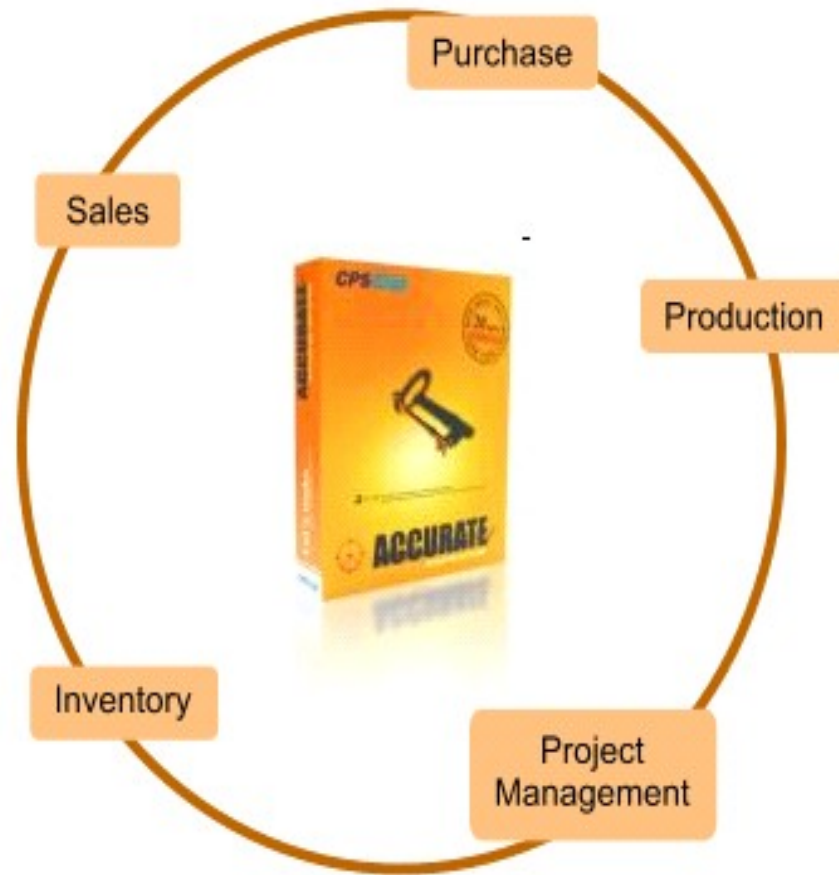 Purchase
Sales
Production
CPS
ACCURATE
ACCURATE
Inventory
Project
Management